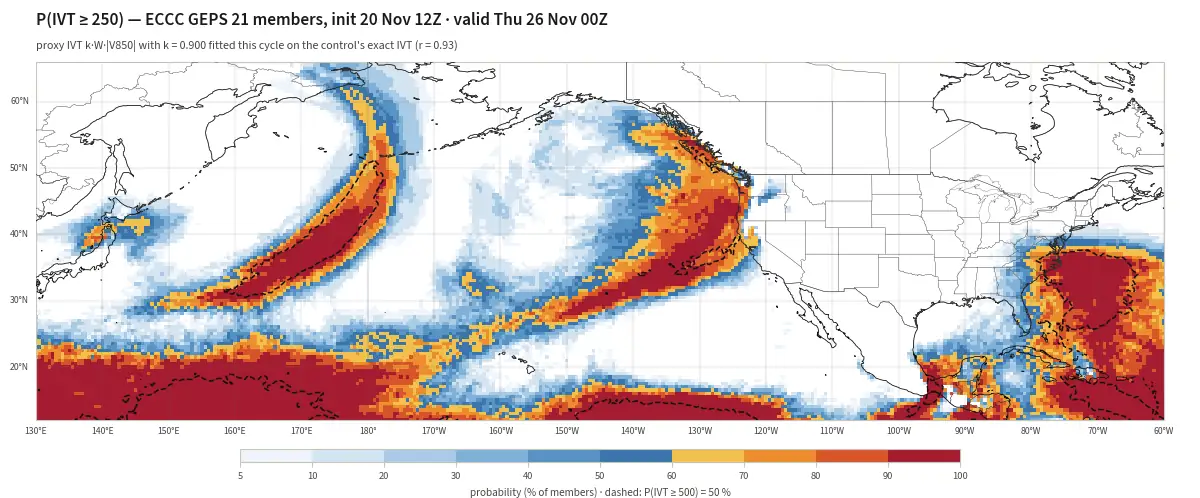 P(IVT ≥ 250) — ECCC GEPS 21 members, init 20 Nov 12Z · valid Thu 26 Nov 00Z
proxy IVT k·W·|V850| with k = 0.900 fitted this cycle on the control's exact IVT (r = 0.93)
60°N
50°N
40°N
30°N
20°N
130°E 140°E 150°E 160°E 170°E 180° 170°W 160°W 150°W 140°W 130°W 120°W 110°W 100°W 90°W 80°W 70°W 60°W
5 10 20 30 40 50 60 70 80 90 100
probability (% of members) · dashed: P(IVT ≥ 500) = 50 %